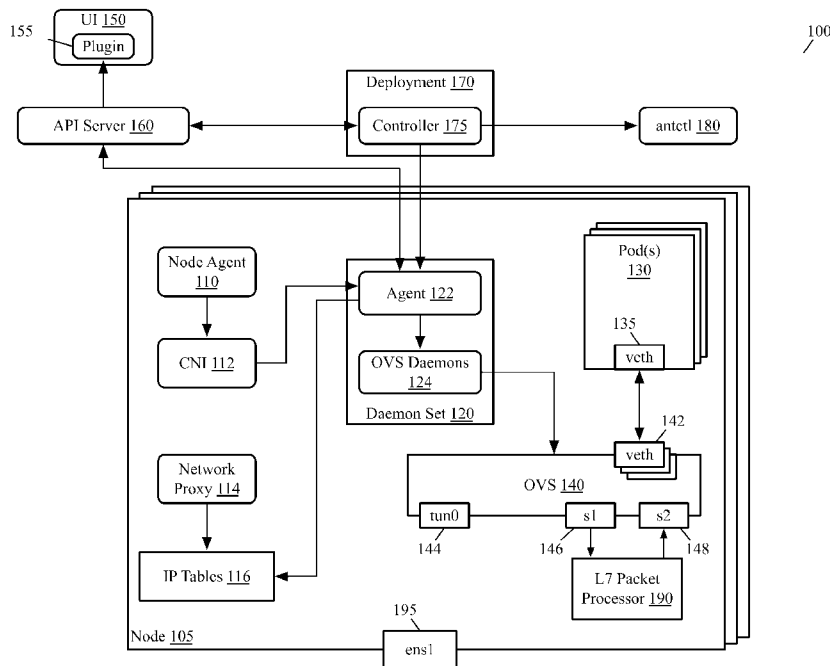 UI 150
155
Plugin
100
Deployment 170
API Server 160
Controller 175
antctl 180
Node Agent
110
Pod(s)
130
Agent 122
135
veth
CNI 112
OVS Daemons
124
Daemon Set 120
142
veth
Network
Proxy 114
OVS 140
tun0
s1
s2
144
146
148
IP Tables 116
L7 Packet
Processor 190
195
Node 105
ens1